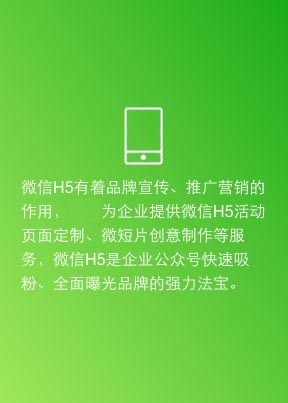 微信H5有着品牌宣传、推广营销的
作用，　　为企业提供微信H5活动
页面定制、微短片创意制作等服
务，微信H5是企业公众号快速吸
粉、全面曝光品牌的强力法宝。